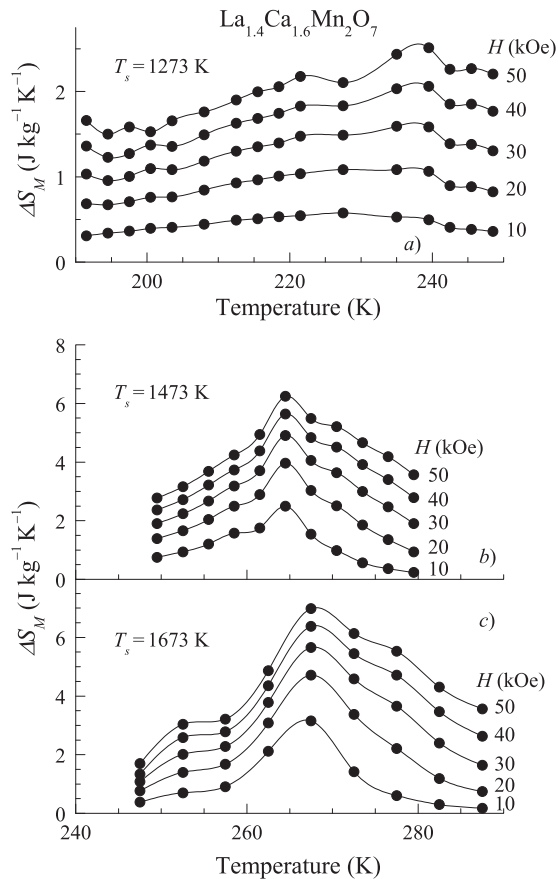 La1.4Ca1.6Mn2O7
Ts = 1273 K
H (kOe)
50
40
30
20
10
2
1
0
ΔSM (J kg−1 K−1)
a)
200 220 240
Temperature (K)
8
6
4
2
0
Ts = 1473 K
H (kOe)
50
40
30
20
10
b)
ΔSM (J kg−1 K−1)
c)
Ts = 1673 K
H (kOe)
50
40
30
20
10
6
4
2
0
240 260 280
Temperature (K)